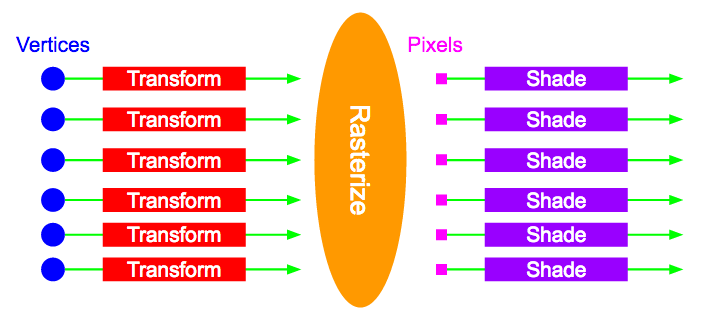 Vertices
Pixels
Transform
Shade
Transform
Shade
Transform
Shade
Rasterize
Transform
Shade
Transform
Shade
Transform
Shade